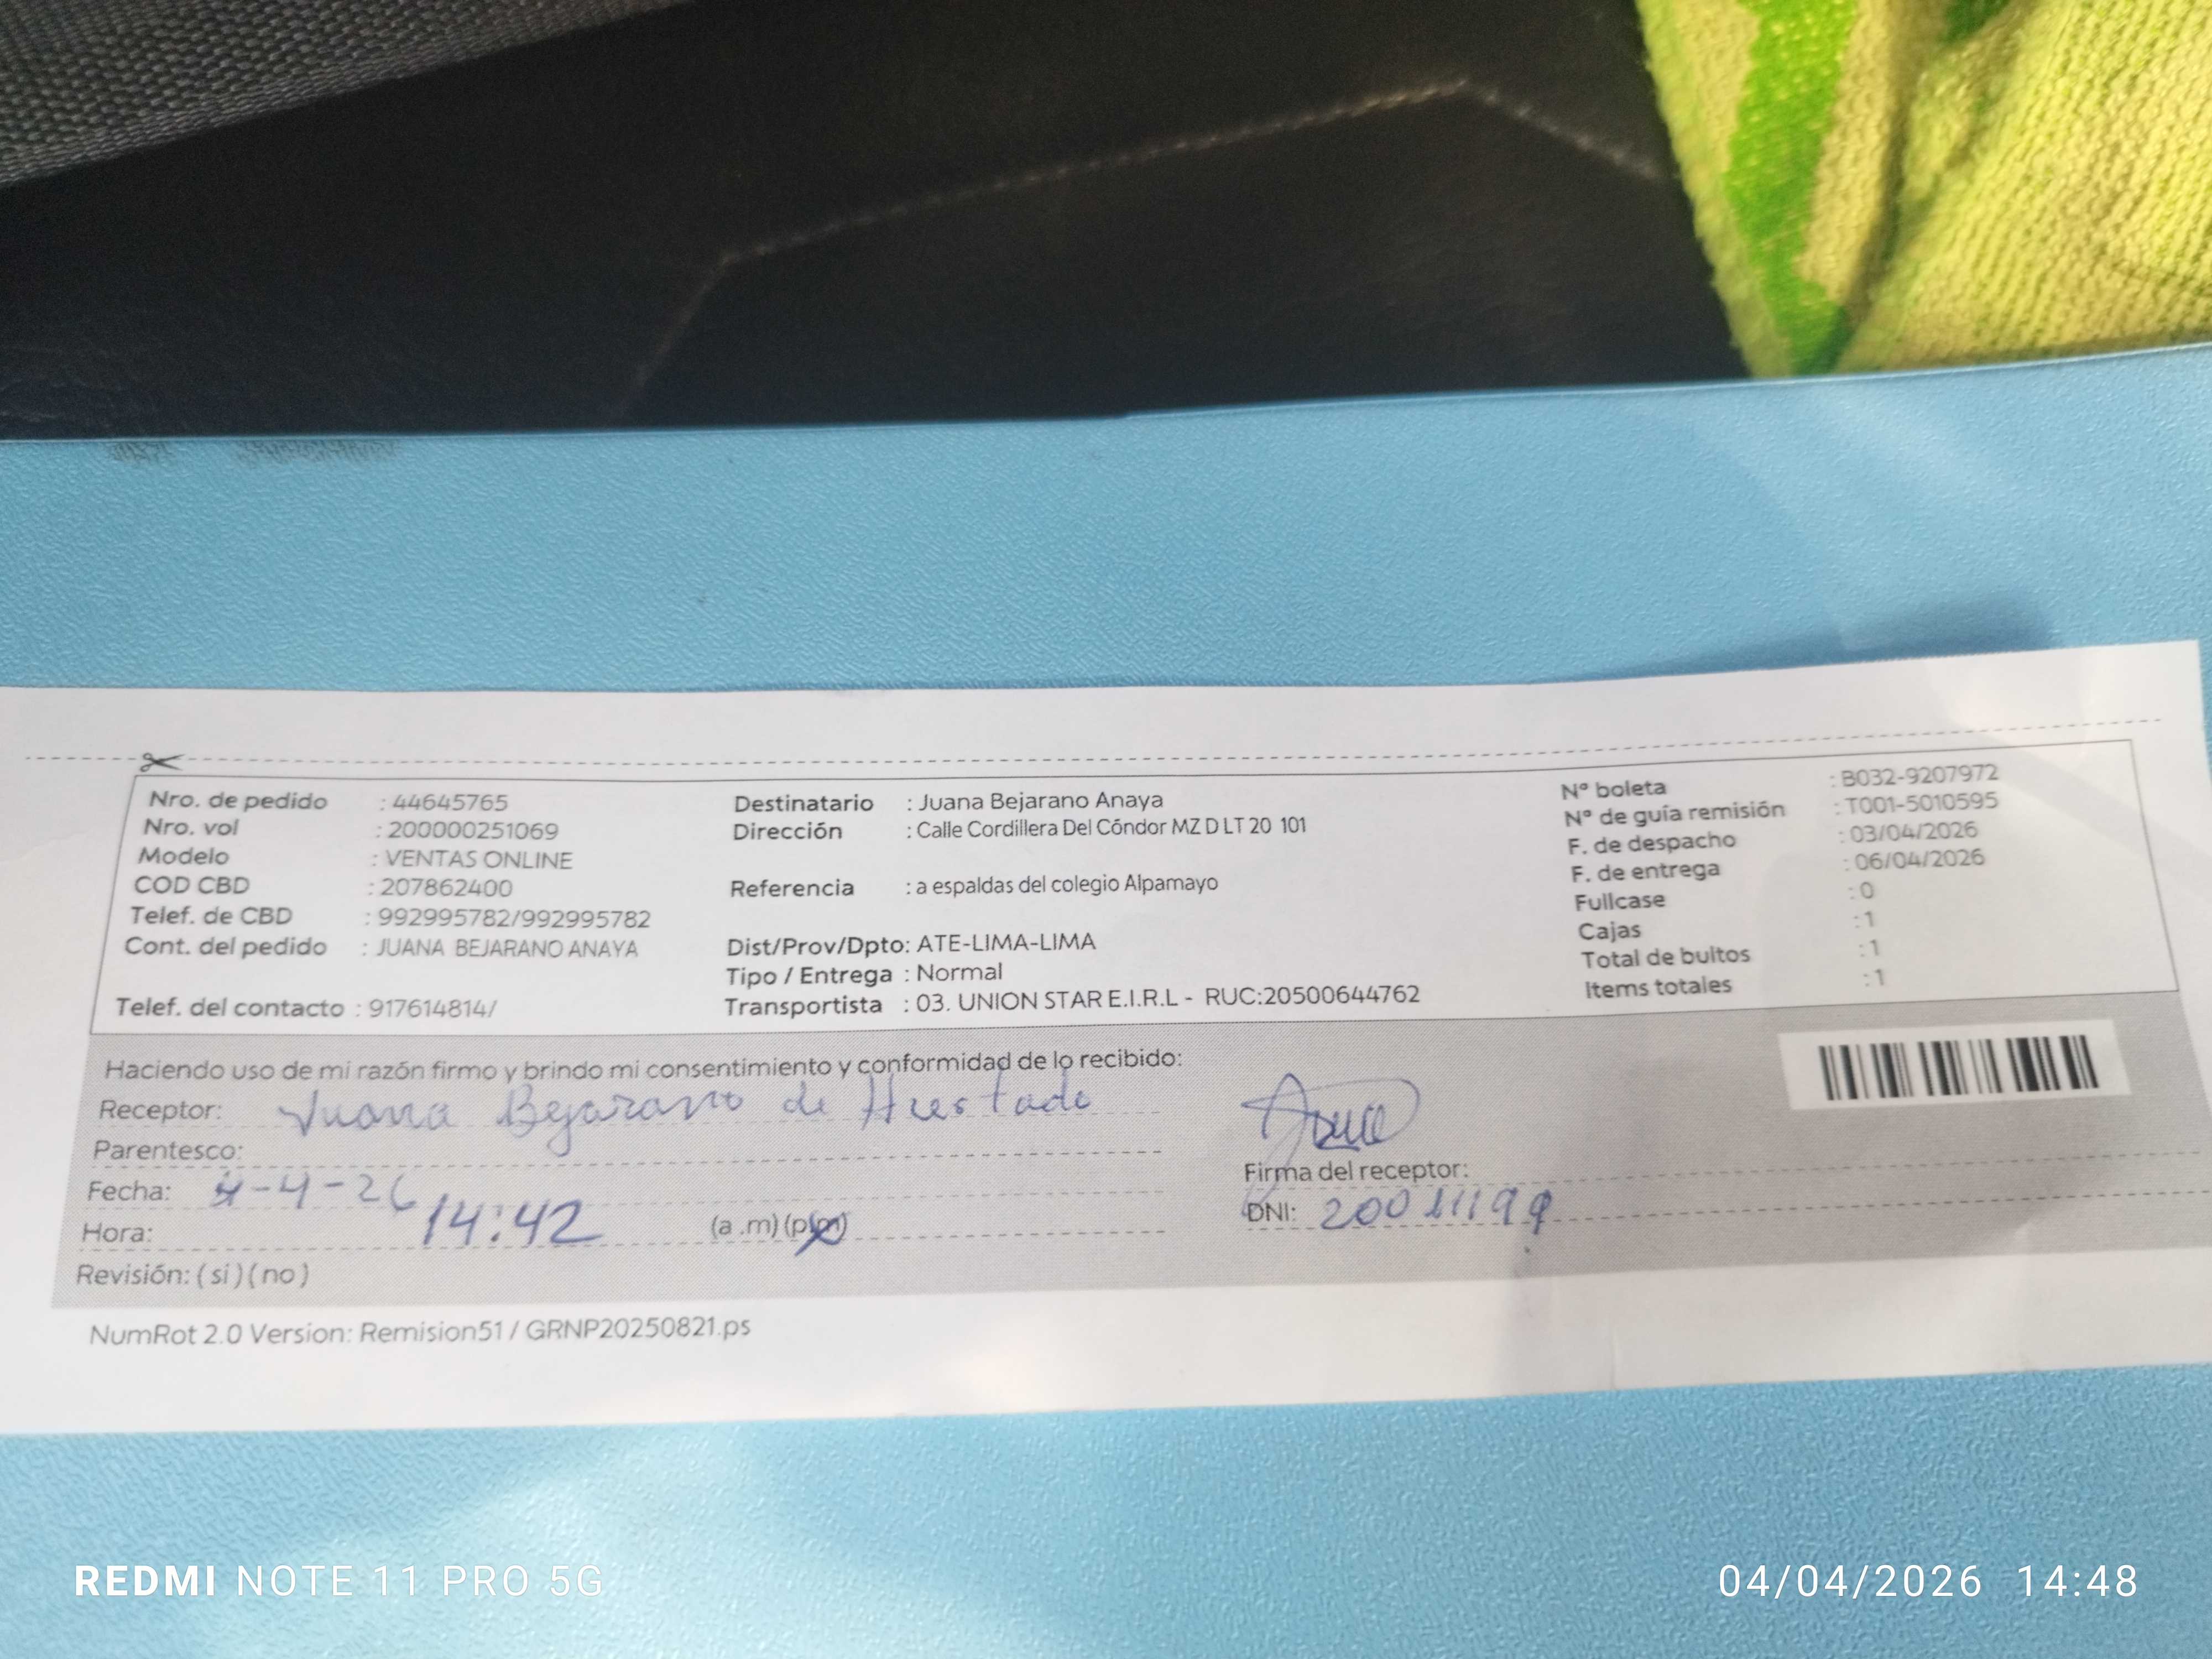 Nro. de pedido : 44645765
Nro. vol : 200000251069
Modelo : VENTAS ONLINE
COD CBD : 207862400
Telef. de CBD : 992995782/992995782
Cont. del pedido : JUANA BEJARANO ANAYA
Telef. del contacto : 917614814/
Destinatario : Juana Bejarano Anaya
Dirección : Calle Cordillera Del Cóndor MZ D LT 20 101
Referencia : a espaldas del colegio Alpamayo
Dist/Prov/Dpto: ATE-LIMA-LIMA
Tipo / Entrega : Normal
Transportista : 03. UNION STAR E.I.R.L - RUC:20500644762
N° boleta : B032-9207972
N° de guía remisión : T001-5010595
F. de despacho : 03/04/2026
F. de entrega : 06/04/2026
Fullcase : 0
Cajas : 1
Total de bultos : 1
Items totales : 1
Haciendo uso de mi razón firmo y brindo mi consentimiento y conformidad de lo recibido:
Receptor: Juana Bejarano de Hurtado
Parentesco:
Fecha: 4-4-26
Hora: 14:42 (a .m) (p.m)
Revisión: ( si ) ( no )
Firma del receptor:
DNI:
NumRot 2.0 Version: Remision51 / GRNP20250821.ps
REDMI NOTE 11 PRO 5G
04/04/2026 14:48